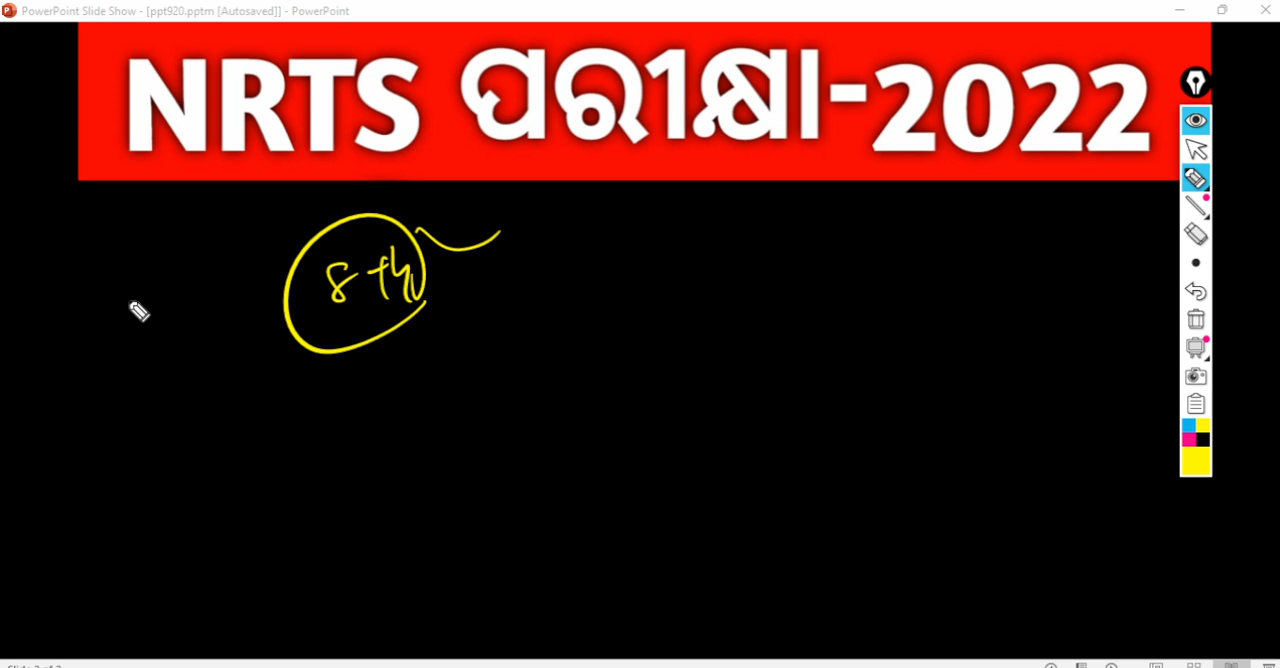 PowerPoint Slide Show - [ppt920.pptm [Autosaved]] - PowerPoint
NRTS ପରୀକ୍ଷା-2022
8th